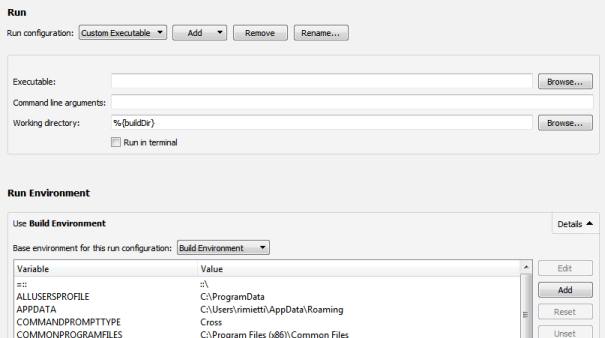 Run
Run configuration: Custom Executable Add Remove Rename...
Executable: Browse...
Command line arguments:
Working directory: %{buildDir} Browse...
Run in terminal
Run Environment
Use Build Environment Details
Base environment for this run configuration: Build Environment
Variable Value Edit
=:: ::\
ALLUSERSPROFILE C:\ProgramData Add
APPDATA C:\Users\rimietti\AppData\Roaming
COMMANDPROMPTTYPE Cross Reset
COMMONPROGRAMFILES C:\Program Files (x86)\Common Files Unset